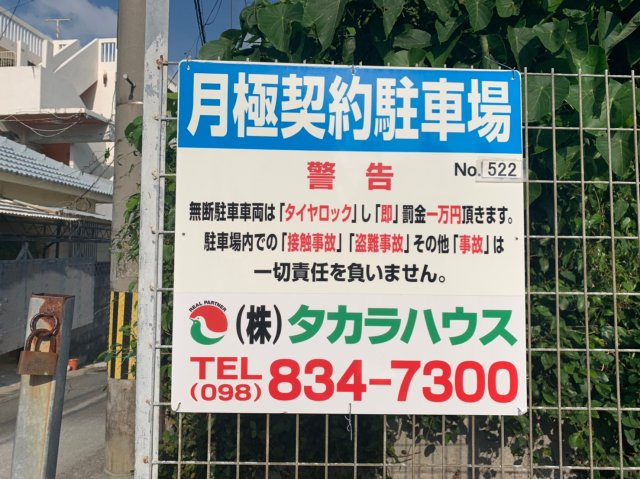 月極契約駐車場
警告
No.522
無断駐車車両は「タイヤロック」し「即」罰金一万円頂きます。
駐車場内での「接触事故」「盗難事故」その他「事故」は
一切責任を負いません。
REAL PARTNER
(株)タカラハウス
TEL
(098) 834-7300